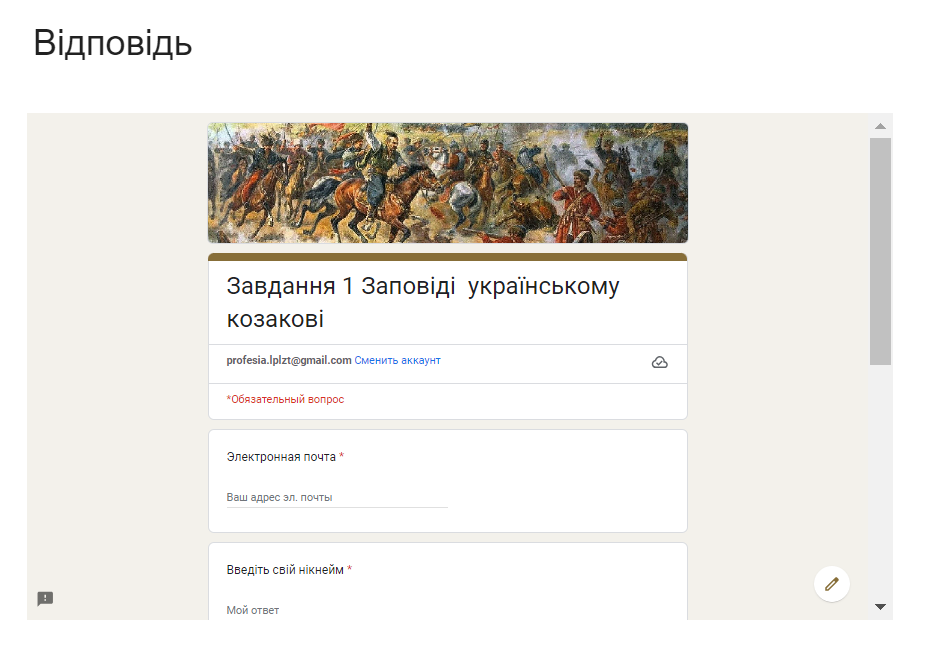 Відповідь
Завдання 1 Заповіді  українському
козакові
profesia.lplzt@gmail.com Сменить аккаунт
*Обязательный вопрос
Электронная почта *
Ваш адрес эл. почты
Введіть свій нікнейм *
Мой ответ